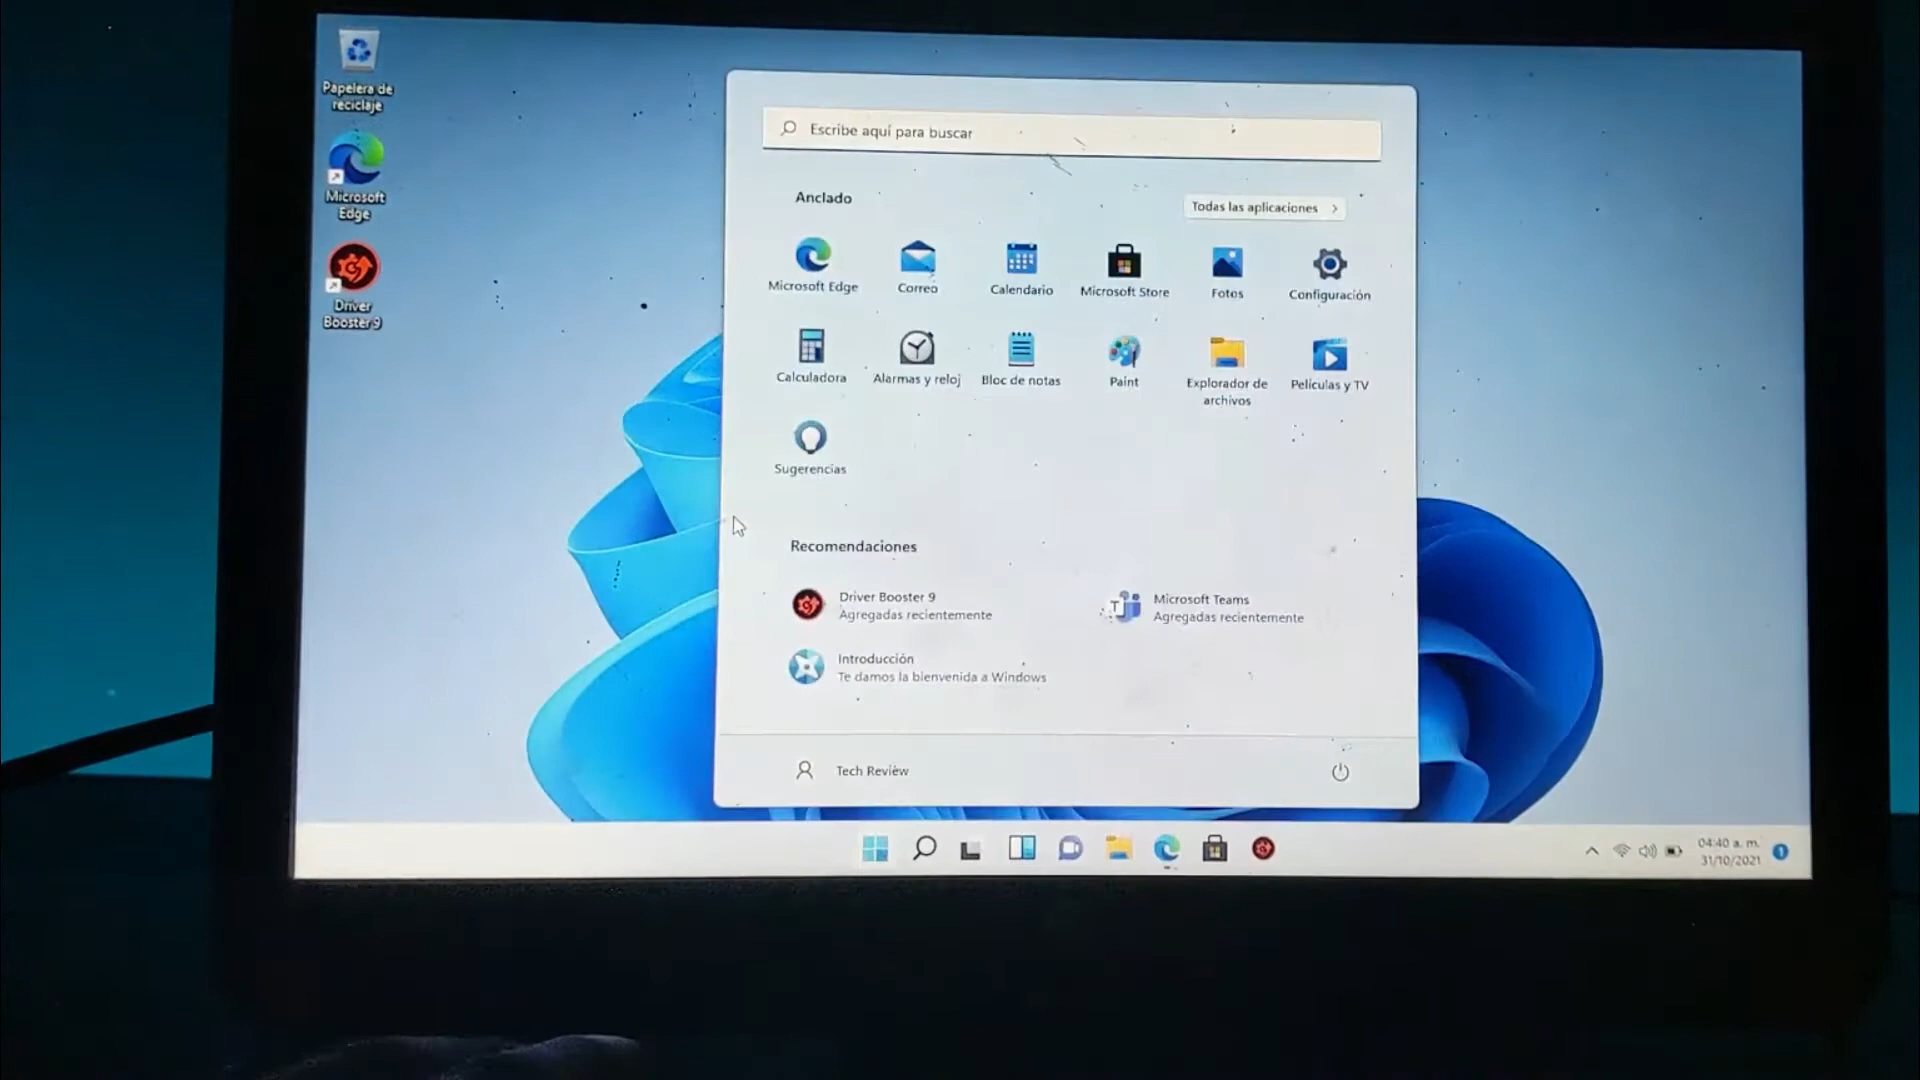 Papelera de
reciclaje
Microsoft
Edge
Driver
Booster 9
Escribe aquí para buscar
Anclado
Todas las aplicaciones
Microsoft Edge
Correo
Calendario
Microsoft Store
Fotos
Configuración
Calculadora
Alarmas y reloj
Bloc de notas
Paint
Explorador de
archivos
Películas y TV
Sugerencias
Recomendaciones
Driver Booster 9
Agregadas recientemente
Microsoft Teams
Agregadas recientemente
Introducción
Te damos la bienvenida a Windows
Tech Review
04:40 a. m.
31/10/2021
1